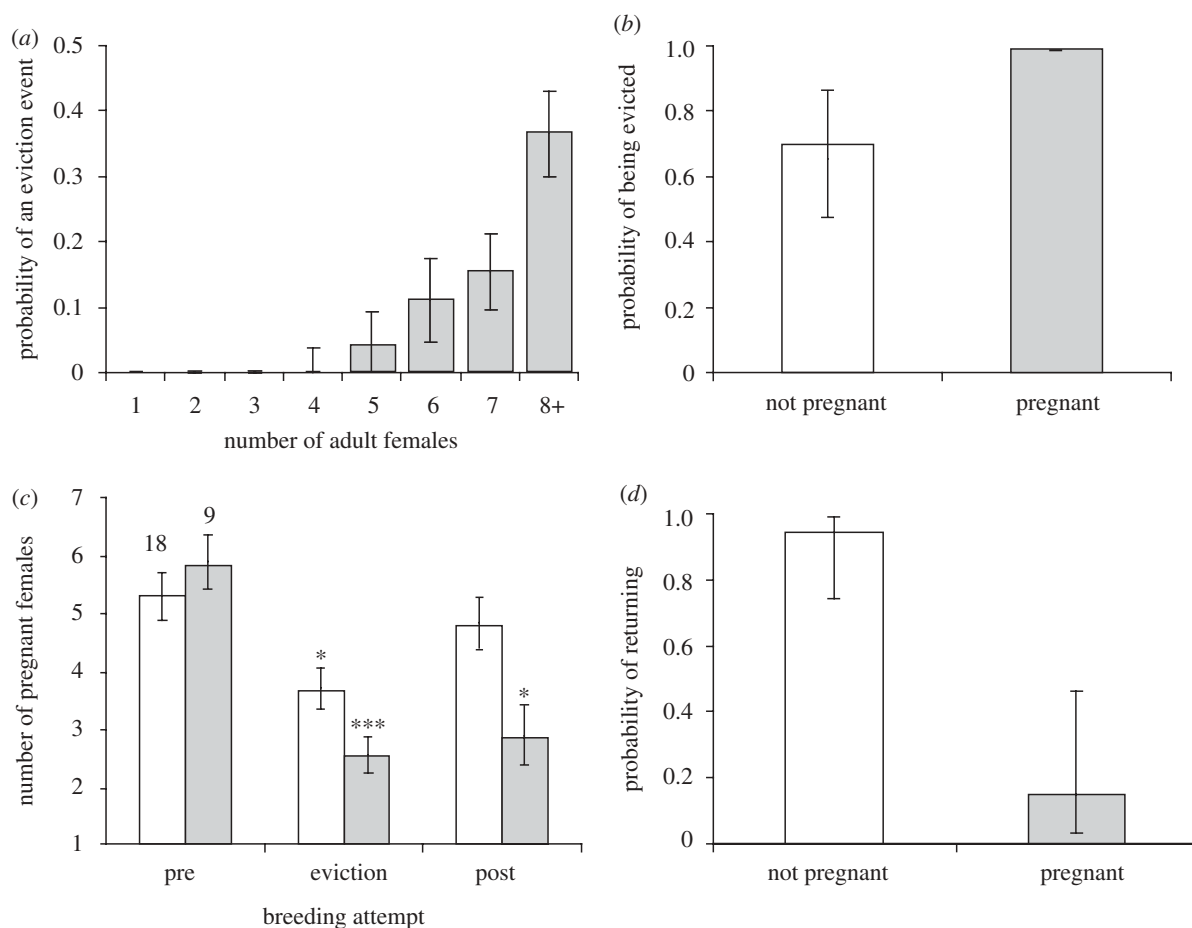 (a)
0.5
0.4
0.3
0.2
0.1
0
probability of an eviction event
1 2 3 4 5 6 7 8+
number of adult females
(b)
1.0
0.8
0.6
0.4
0.2
0
probability of being evicted
not pregnant pregnant
(c)
7
6
5
4
3
2
1
number of pregnant females
18 9
* *** *
pre eviction post
breeding attempt
(d)
1.0
0.8
0.6
0.4
0.2
0
probability of returning
not pregnant pregnant